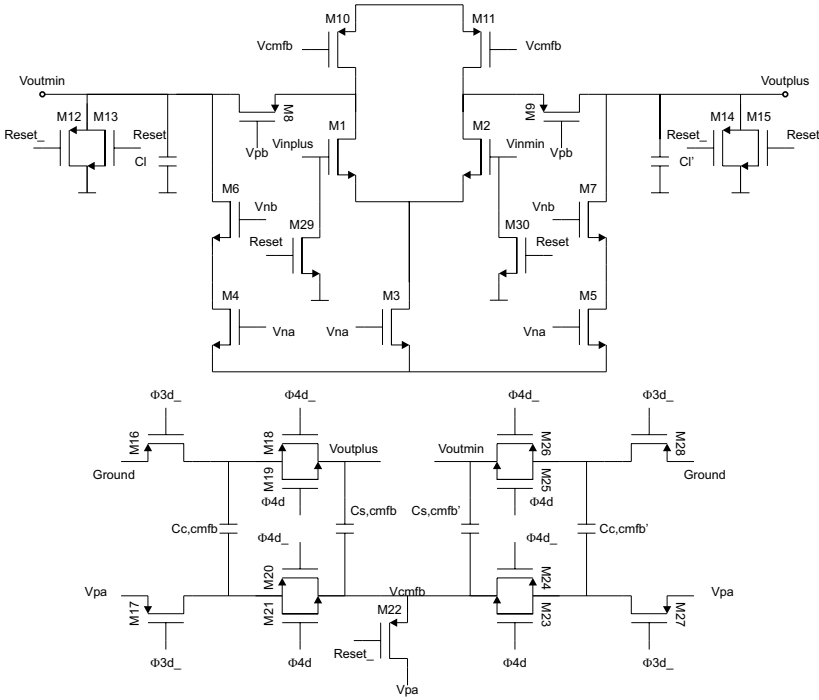 M10
M11
Vcmfb
Vcmfb
Voutmin
Voutplus
M12
M13
M8
M1
M2
M9
M14
M15
Reset_
Reset
Cl
Vpb
Vinplus
Vinmin
Vpb
Cl'
Reset_
Reset
M6
M7
Vnb
M29
M30
Vnb
Reset
Reset
M4
M3
M5
Vna
Vna
Vna
Φ3d_
Φ4d_
Φ4d_
Φ3d_
M16
M18
Voutplus
Voutmin
M26
M28
Ground
M19
M25
Ground
Φ4d
Φ4d
Cc,cmfb
Cs,cmfb
Cs,cmfb'
Cc,cmfb'
Φ4d_
Φ4d_
Vpa
M20
Vcmfb
M24
Vpa
M17
M21
M22
M23
M27
Reset_
Φ3d_
Φ4d
Φ4d
Φ3d_
Vpa